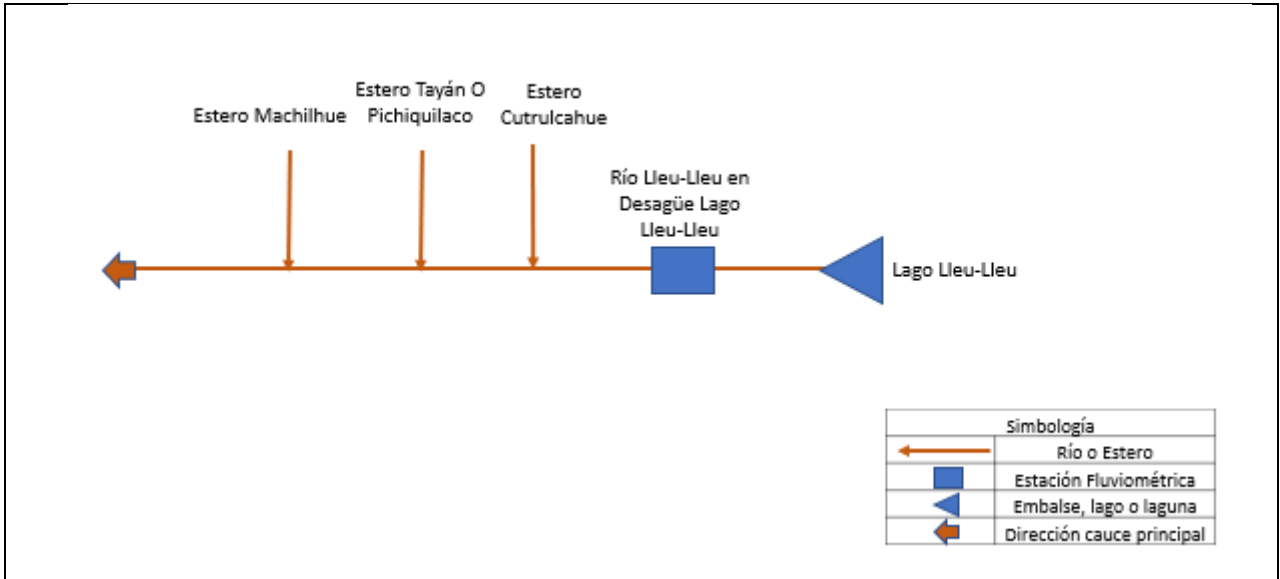 Estero Machilhue
Estero Tayán O
Pichiquilaco
Estero
Cutrulcahue
Río Lleu-Lleu en
Desagüe Lago
Lleu-Lleu
Lago Lleu-Lleu
Simbología
Río o Estero
Estación Fluviométrica
Embalse, lago o laguna
Dirección cauce principal